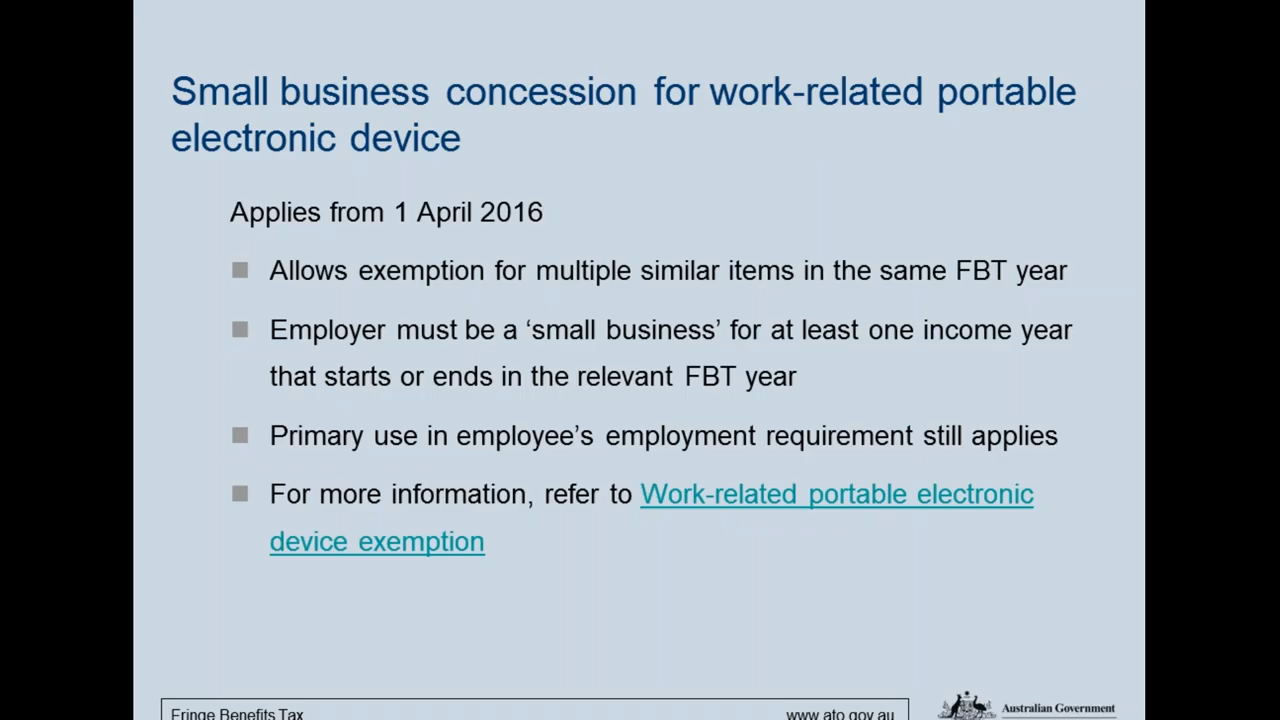 Small business concession for work-related portable
electronic device
Applies from 1 April 2016
Allows exemption for multiple similar items in the same FBT year
Employer must be a ‘small business’ for at least one income year
that starts or ends in the relevant FBT year
Primary use in employee’s employment requirement still applies
For more information, refer to Work-related portable electronic
device exemption
Fringe Benefits Tax
www.ato.gov.au
Australian Government